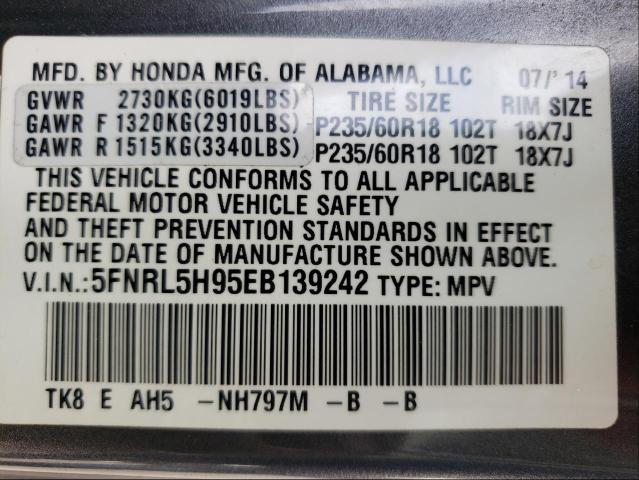 MFD. BY HONDA MFG. OF ALABAMA, LLC 07/'14
GVWR 2730KG(6019LBS) TIRE SIZE RIM SIZE
GAWR F 1320KG(2910LBS) P235/60R18 102T 18X7J
GAWR R 1515KG(3340LBS) P235/60R18 102T 18X7J
THIS VEHICLE CONFORMS TO ALL APPLICABLE
FEDERAL MOTOR VEHICLE SAFETY
AND THEFT PREVENTION STANDARDS IN EFFECT
ON THE DATE OF MANUFACTURE SHOWN ABOVE.
V.I.N.: 5FNRL5H95EB139242 TYPE: MPV
TK8 E AH5 -NH797M -B -B